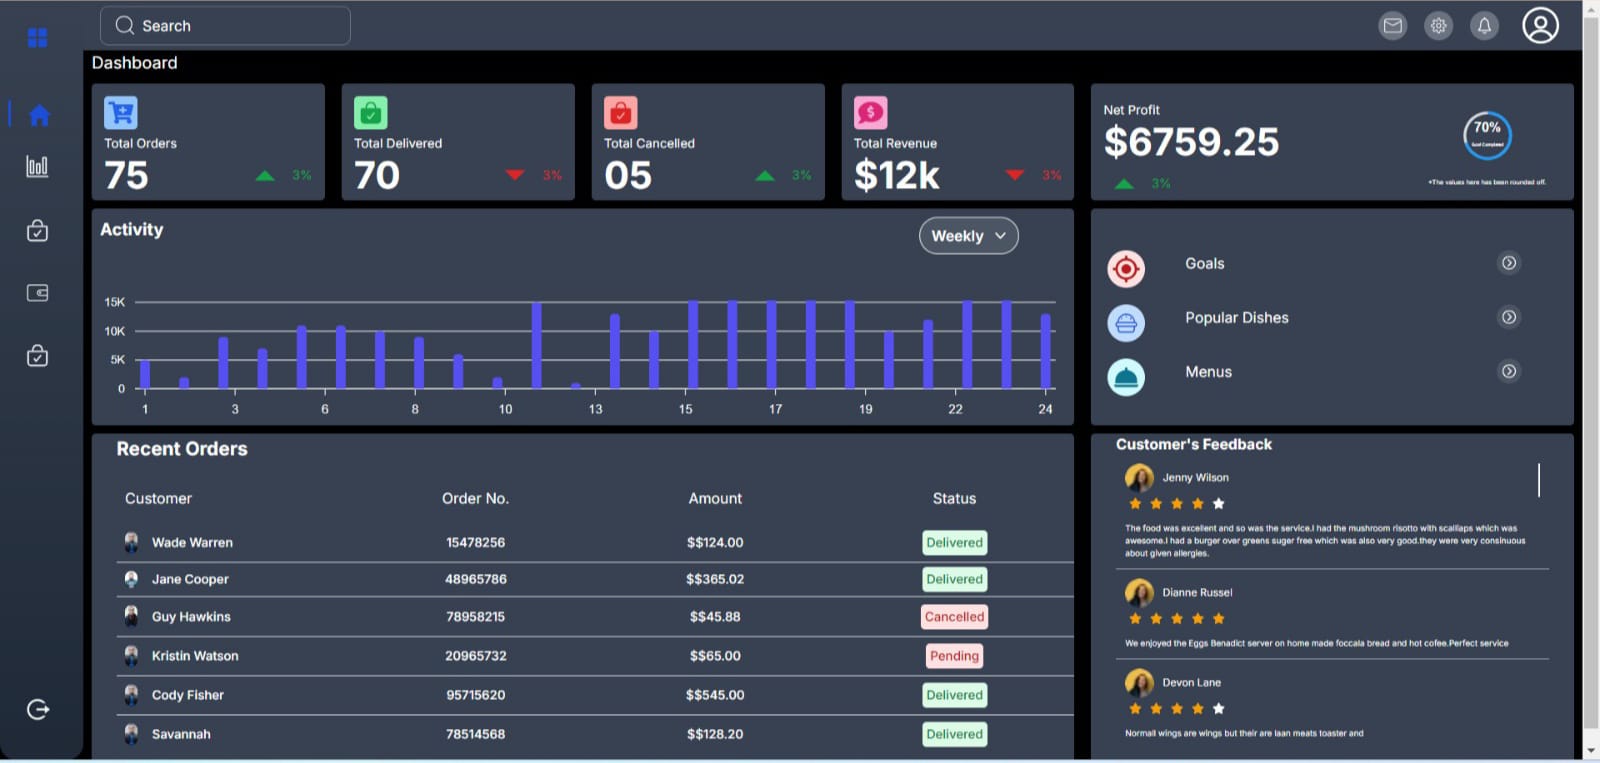 Search
Dashboard
Total Orders
75
3%
Total Delivered
70
3%
Total Cancelled
05
3%
Total Revenue
$12k
3%
Net Profit
$6759.25
3%
70%
Goal Completed
*The values here has been rounded off.
Activity
Weekly
15K
10K
5K
0
1 3 6 8 10 13 15 17 19 22 24
Goals
Popular Dishes
Menus
Recent Orders
Customer Order No. Amount Status
Wade Warren 15478256 $$124.00 Delivered
Jane Cooper 48965786 $$365.02 Delivered
Guy Hawkins 78958215 $$45.88 Cancelled
Kristin Watson 20965732 $$65.00 Pending
Cody Fisher 95715620 $$545.00 Delivered
Savannah 78514568 $$128.20 Delivered
Customer's Feedback
Jenny Wilson
The food was excellent and so was the service.I had the mushroom risotto with scalllaps which was
awesome.I had a burger over greens suger free which was also very good.they were very consinuous
about given allergies.
Dianne Russel
We enjoyed the Eggs Benadict server on home made foccala bread and hot cofee.Perfect service
Devon Lane
Normall wings are wings but their are laan meats toaster and